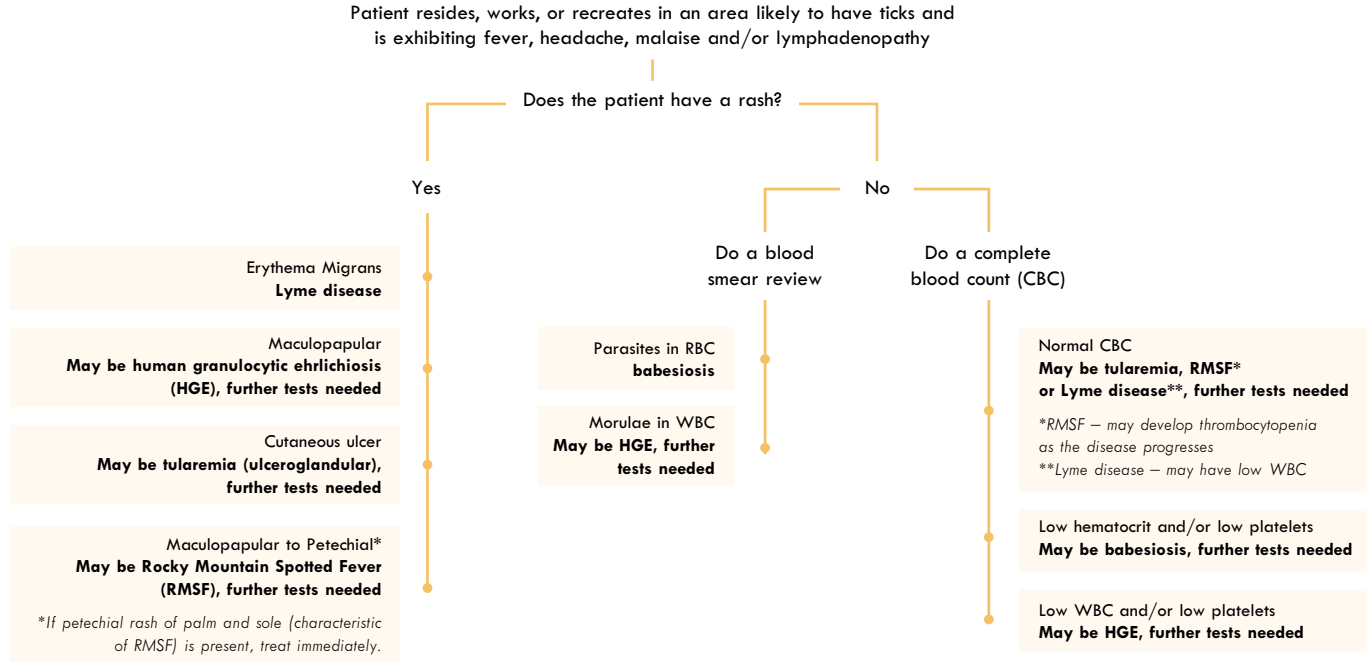 Patient resides, works, or recreates in an area likely to have ticks and
is exhibiting fever, headache, malaise and/or lymphadenopathy
Does the patient have a rash?
Yes
Erythema Migrans
Lyme disease
Maculopapular
May be human granulocytic ehrlichiosis
(HGE), further tests needed
Cutaneous ulcer
May be tularemia (ulceroglandular),
further tests needed
Maculopapular to Petechial*
May be Rocky Mountain Spotted Fever
(RMSF), further tests needed
*If petechial rash of palm and sole (characteristic
of RMSF) is present, treat immediately.
No
Do a blood
smear review
Parasites in RBC
babesiosis
Morulae in WBC
May be HGE, further
tests needed
Do a complete
blood count (CBC)
Normal CBC
May be tularemia, RMSF*
or Lyme disease**, further tests needed
*RMSF – may develop thrombocytopenia
as the disease progresses
**Lyme disease – may have low WBC
Low hematocrit and/or low platelets
May be babesiosis, further tests needed
Low WBC and/or low platelets
May be HGE, further tests needed